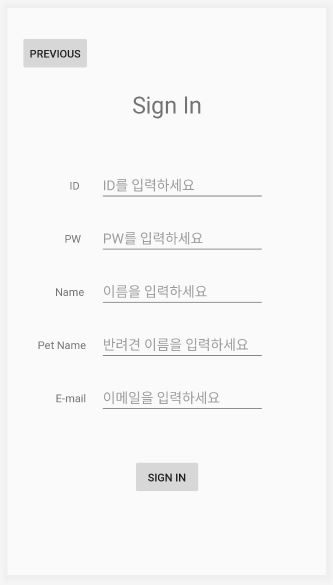 PREVIOUS
Sign In
ID ID를 입력하세요
PW PW를 입력하세요
Name 이름을 입력하세요
Pet Name 반려견 이름을 입력하세요
E-mail 이메일을 입력하세요
SIGN IN